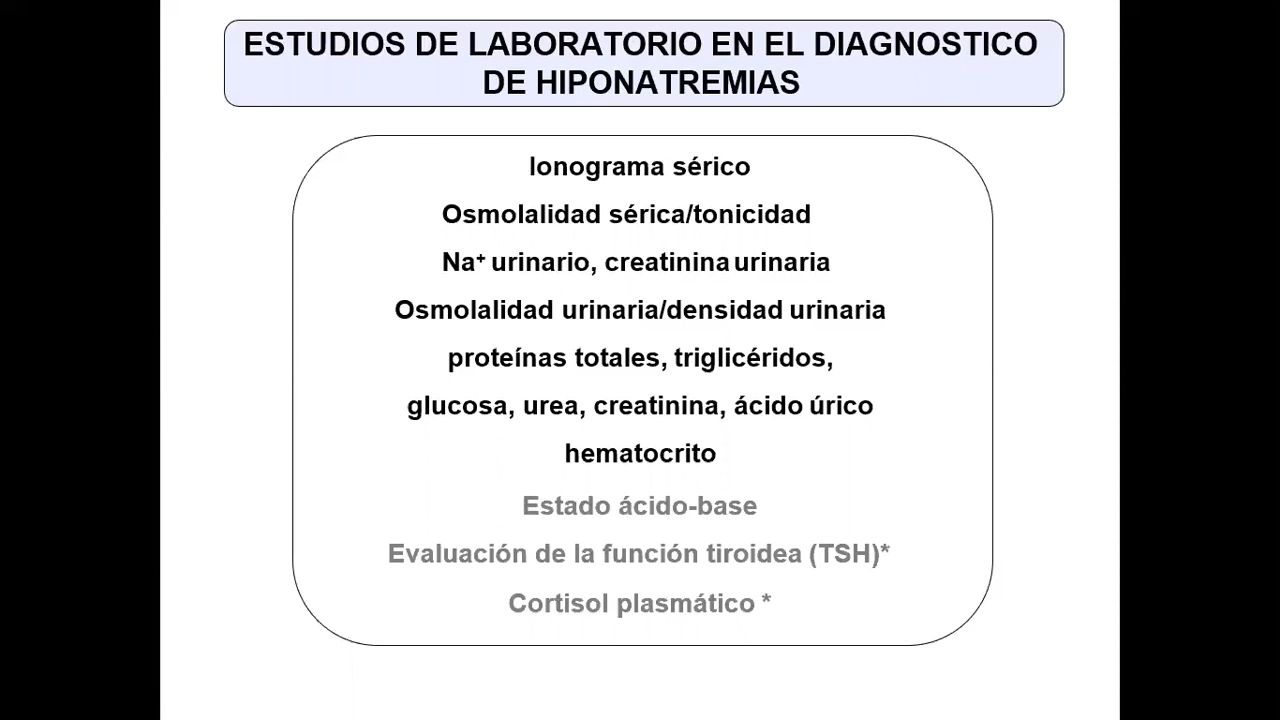 ESTUDIOS DE LABORATORIO EN EL DIAGNOSTICO
DE HIPONATREMIAS
Ionograma sérico
Osmolalidad sérica/tonicidad
Na⁺ urinario, creatinina urinaria
Osmolalidad urinaria/densidad urinaria
proteínas totales, triglicéridos,
glucosa, urea, creatinina, ácido úrico
hematocrito
Estado ácido-base
Evaluación de la función tiroidea (TSH)*
Cortisol plasmático *